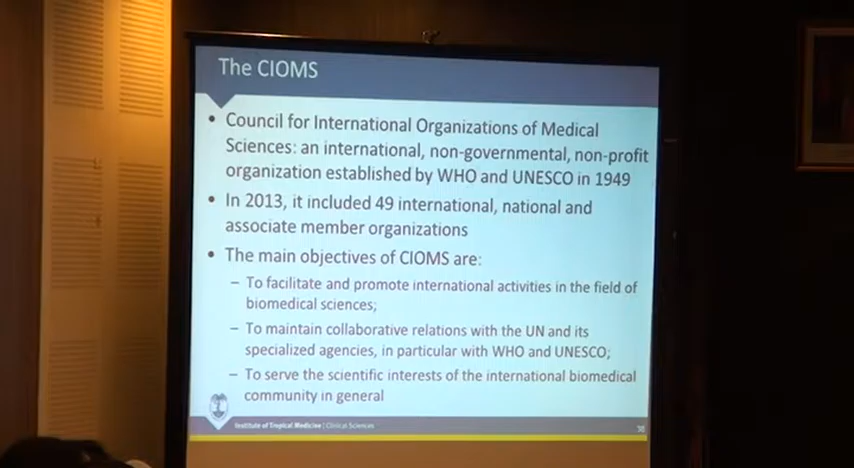 The CIOMS
• Council for International Organizations of Medical
Sciences: an international, non-governmental, non-profit
organization established by WHO and UNESCO in 1949
• In 2013, it included 49 international, national and
associate member organizations
• The main objectives of CIOMS are:
– To facilitate and promote international activities in the field of
biomedical sciences;
– To maintain collaborative relations with the UN and its
specialized agencies, in particular with WHO and UNESCO;
– To serve the scientific interests of the international biomedical
community in general
Institute of Tropical Medicine | Clinical Sciences